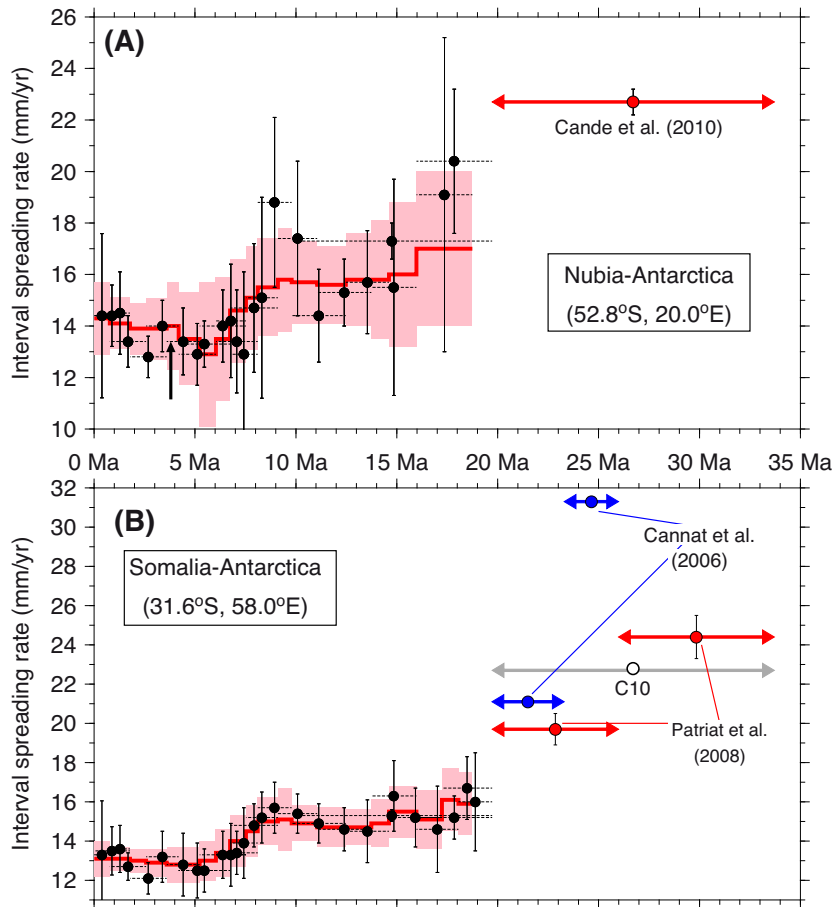 (A)
Interval spreading rate (mm/yr)
26
24
22
20
18
16
14
12
10
Cande et al. (2010)
Nubia-Antarctica
(52.8°S, 20.0°E)
0 Ma 5 Ma 10 Ma 15 Ma 20 Ma 25 Ma 30 Ma 35 Ma
(B)
Interval spreading rate (mm/yr)
32
30
28
26
24
22
20
18
16
14
12
Somalia-Antarctica
(31.6°S, 58.0°E)
Cannat et al.
(2006)
C10
Patriat et al.
(2008)